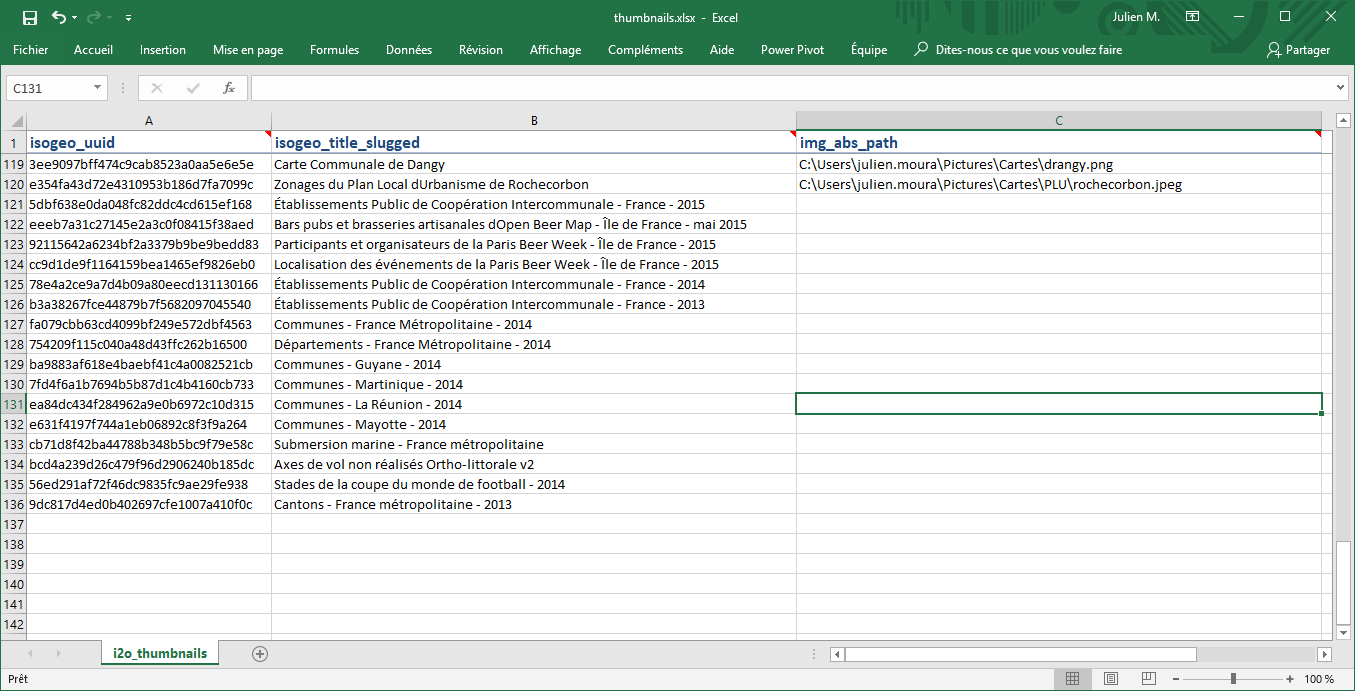 thumbnails.xlsx - Excel
Julien M.
Fichier Accueil Insertion Mise en page Formules Données Révision Affichage Compléments Aide Power Pivot Équipe Dites-nous ce que vous voulez faire Partager
C131 fx
A B C
1 isogeo_uuid isogeo_title_slugged img_abs_path
119 3ee9097bff474c9cab8523a0aa5e6e5e Carte Communale de Dangy C:\Users\julien.moura\Pictures\Cartes\drangy.png
120 e354fa43d72e4310953b186d7fa7099c Zonages du Plan Local dUrbanisme de Rochecorbon C:\Users\julien.moura\Pictures\Cartes\PLU\rochecorbon.jpeg
121 5dbf638e0da048fc82ddc4cd615ef168 Établissements Public de Coopération Intercommunale - France - 2015
122 eeeb7a31c27145e2a3c0f08415f38aed Bars pubs et brasseries artisanales dOpen Beer Map - Île de France - mai 2015
123 92115642a6234bf2a3379b9be9bedd83 Participants et organisateurs de la Paris Beer Week - Île de France - 2015
124 cc9d1de9f1164159bea1465ef9826eb0 Localisation des événements de la Paris Beer Week - Île de France - 2015
125 78e4a2ce9a7d4b09a80eecd131130166 Établissements Public de Coopération Intercommunale - France - 2014
126 b3a38267fce44879b7f5682097045540 Établissements Public de Coopération Intercommunale - France - 2013
127 fa079cbb63cd4099bf249e572dbf4563 Communes - France Métropolitaine - 2014
128 754209f115c040a48d43ffc262b16500 Départements - France Métropolitaine - 2014
129 ba9883af618e4baebf41c4a0082521cb Communes - Guyane - 2014
130 7fd4f6a1b7694b5b87d1c4b4160cb733 Communes - Martinique - 2014
131 ea84dc434f284962a9e0b6972c10d315 Communes - La Réunion - 2014
132 e631f4197f744a1eb06892c8f3f9a264 Communes - Mayotte - 2014
133 cb71d8f42ba44788b348b5bc9f79e58c Submersion marine - France métropolitaine
134 bcd4a239d26c479f96d2906240b185dc Axes de vol non réalisés Ortho-littorale v2
135 56ed291af72f46dc9835fc9ae29fe938 Stades de la coupe du monde de football - 2014
136 9dc817d4ed0b402697cfe1007a410f0c Cantons - France métropolitaine - 2013
137
138
139
140
141
142
i2o_thumbnails
Prêt
100 %